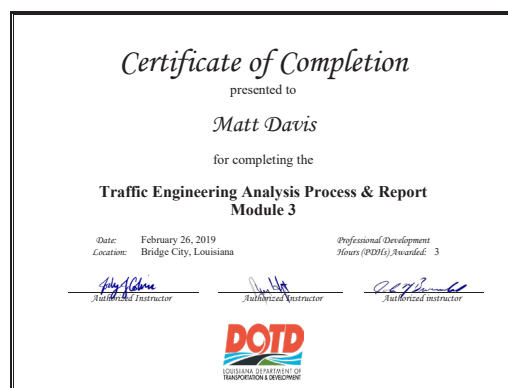 Certificate of Completion
presented to
Matt Davis
for completing the
Traffic Engineering Analysis Process & Report
Module 3
Date: February 26, 2019
Location: Bridge City, Louisiana
Professional Development
Hours (PDHs) Awarded: 3
Authorized Instructor
Authorized Instructor
Authorized instructor
DOTD
LOUISIANA DEPARTMENT OF
TRANSPORTATION & DEVELOPMENT